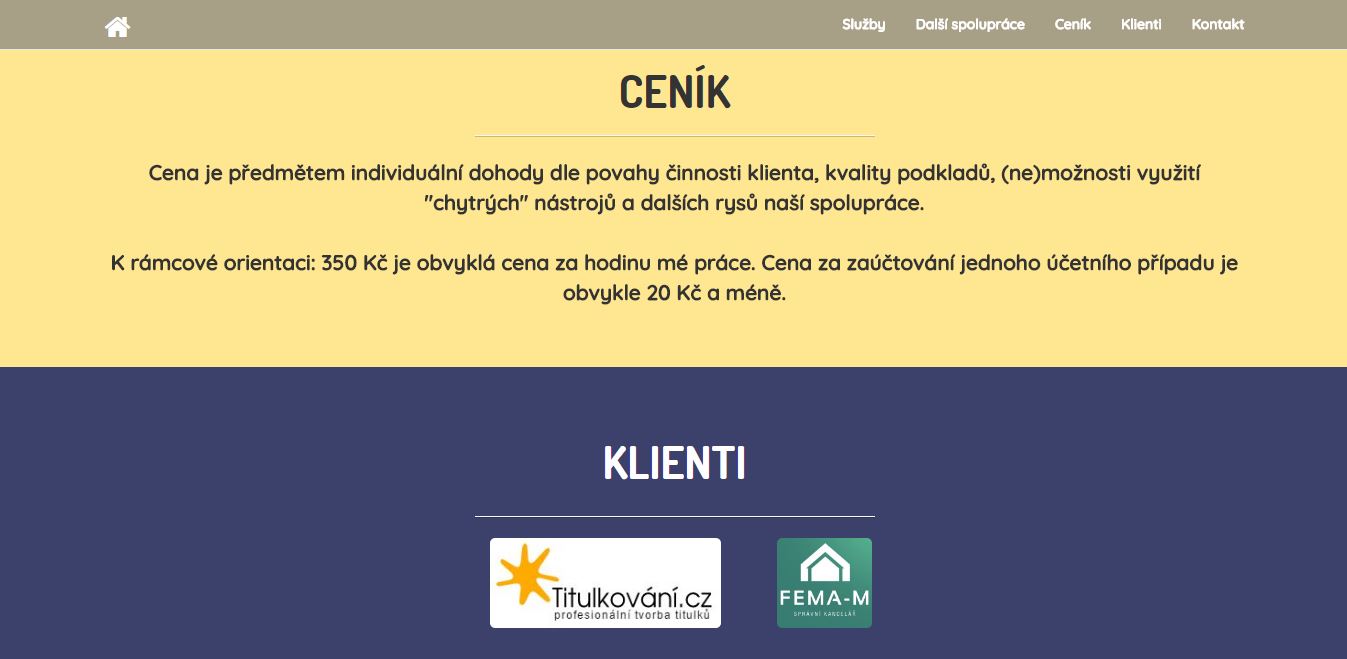 Služby Další spolupráce Ceník Klienti Kontakt
CENÍK
Cena je předmětem individuální dohody dle povahy činnosti klienta, kvality podkladů, (ne)možnosti využití
"chytrých" nástrojů a dalších rysů naší spolupráce.
K rámcové orientaci: 350 Kč je obvyklá cena za hodinu mé práce. Cena za zaúčtování jednoho účetního případu je
obvykle 20 Kč a méně.
KLIENTI
Titulkování.cz
profesionální tvorba titulků
FEMA-M
SPRÁVNÍ KANCELÁŘ